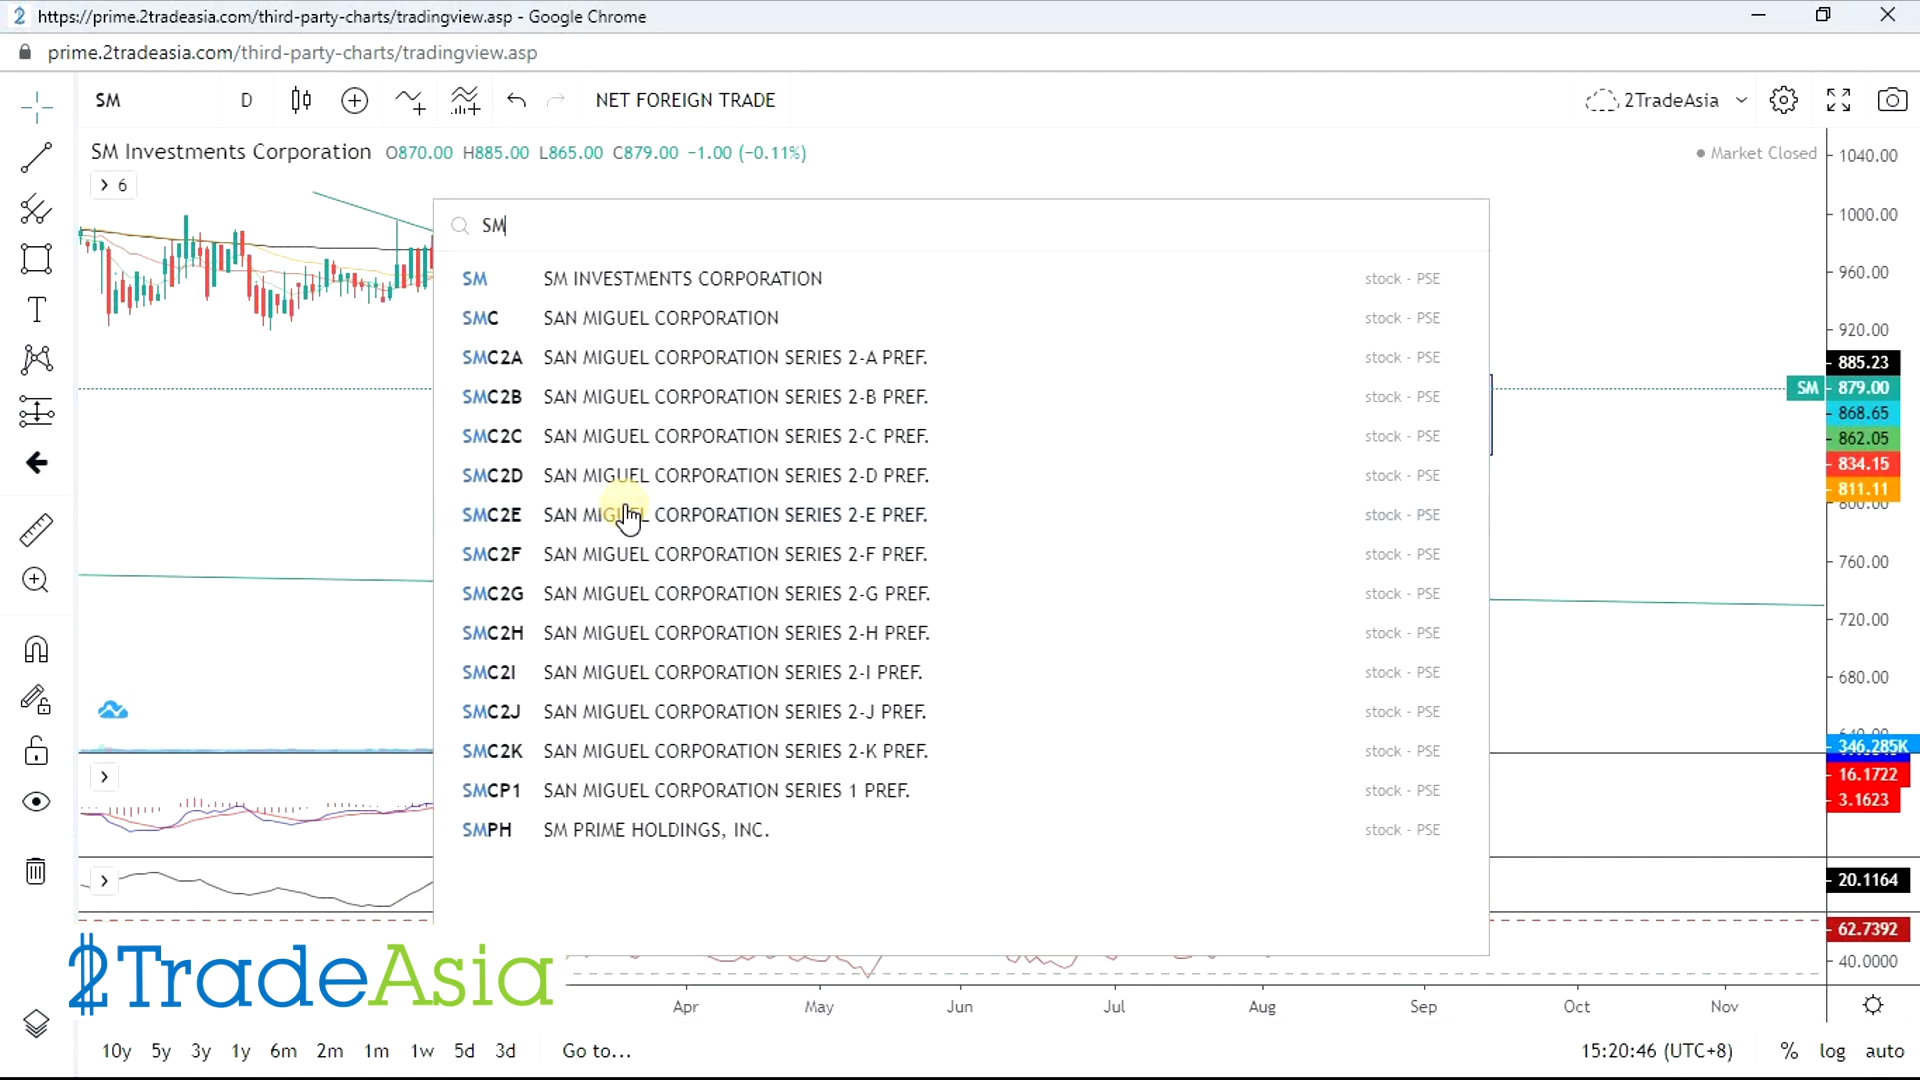 https://prime.2tradeasia.com/third-party-charts/tradingview.asp - Google Chrome
prime.2tradeasia.com/third-party-charts/tradingview.asp
SM D NET FOREIGN TRADE 2TradeAsia
SM Investments Corporation O870.00 H885.00 L865.00 C879.00 −1.00 (−0.11%) Market Closed 1040.00
6
1000.00
SM
SM SM INVESTMENTS CORPORATION stock - PSE 960.00
SMC SAN MIGUEL CORPORATION stock - PSE
920.00
SMC2A SAN MIGUEL CORPORATION SERIES 2-A PREF. stock - PSE 885.23
SMC2B SAN MIGUEL CORPORATION SERIES 2-B PREF. stock - PSE SM 879.00
868.65
SMC2C SAN MIGUEL CORPORATION SERIES 2-C PREF. stock - PSE 862.05
834.15
SMC2D SAN MIGUEL CORPORATION SERIES 2-D PREF. stock - PSE
811.11
800.00
SMC2E SAN MIGUEL CORPORATION SERIES 2-E PREF. stock - PSE
SMC2F SAN MIGUEL CORPORATION SERIES 2-F PREF. stock - PSE 760.00
SMC2G SAN MIGUEL CORPORATION SERIES 2-G PREF. stock - PSE
720.00
SMC2H SAN MIGUEL CORPORATION SERIES 2-H PREF. stock - PSE
SMC2I SAN MIGUEL CORPORATION SERIES 2-I PREF. stock - PSE 680.00
SMC2J SAN MIGUEL CORPORATION SERIES 2-J PREF. stock - PSE
SMC2K SAN MIGUEL CORPORATION SERIES 2-K PREF. stock - PSE 346.285K
16.1722
SMCP1 SAN MIGUEL CORPORATION SERIES 1 PREF. stock - PSE
3.1623
SMPH SM PRIME HOLDINGS, INC. stock - PSE
20.1164
62.7392
40.0000
2TradeAsia
Apr May Jun Jul Aug Sep Oct Nov
10y 5y 3y 1y 6m 2m 1m 1w 5d 3d Go to... 15:20:46 (UTC+8) % log auto